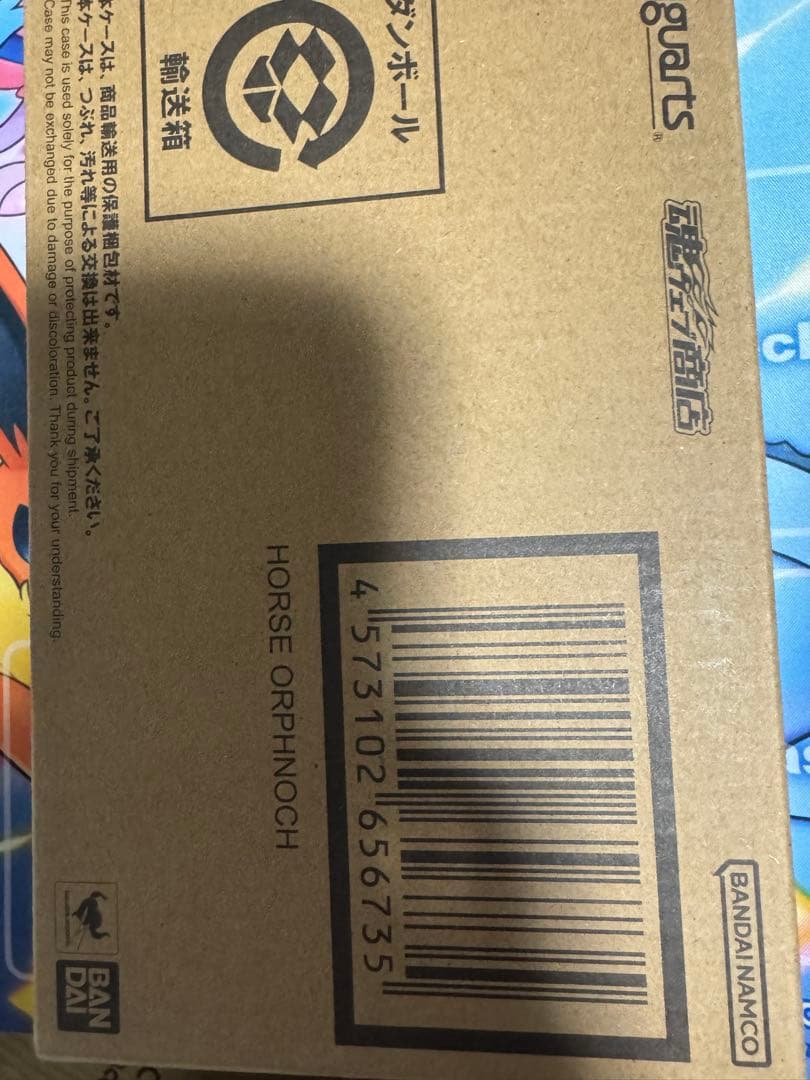 guarts®
魂ウェブ商店
ダンボール
輸送箱
本ケースは、商品輸送用の保護梱包材です。
本ケースは、つぶれ、汚れ等による交換は出来ません。ご了承ください。
This case is used solely for the purpose of protecting product during shipment.
Case may not be exchanged due to damage or discoloration. Thank you for your understanding.
4 573102 656735
HORSE ORPHNOCH
BANDAI NAMCO
BAN
DAI